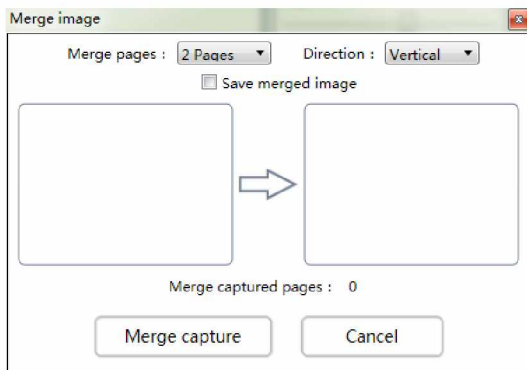 Merge image
Merge pages : 2 Pages Direction : Vertical
Save merged image
Merge captured pages : 0
Merge capture Cancel